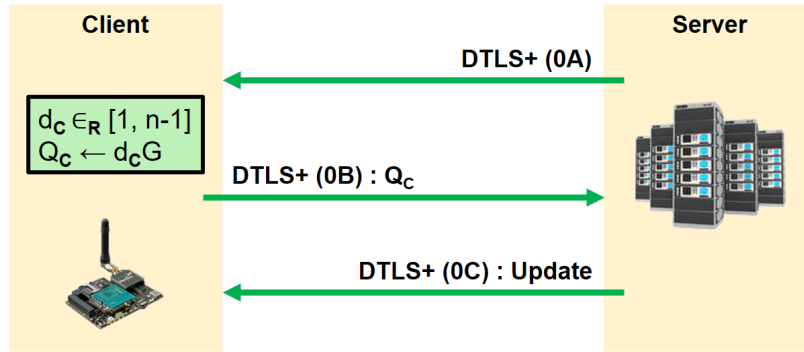 Client
Server
DTLS+ (0A)
d_C ∈_R [1, n-1]
Q_C ← d_CG
DTLS+ (0B) : Q_C
DTLS+ (0C) : Update